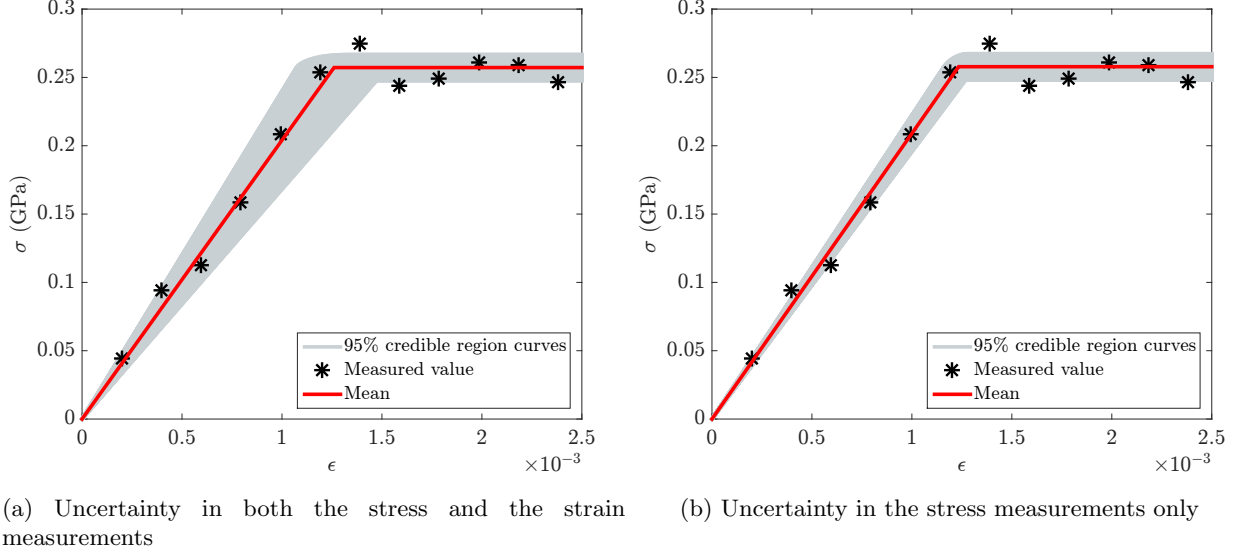 0.3
0.25
0.2
0.15
0.1
0.05
0
σ (GPa)
0
0.5
1
1.5
2
2.5
×10−3
ϵ
95% credible region curves
Measured value
Mean
(a) Uncertainty in both the stress and the strain
measurements
0.3
0.25
0.2
0.15
0.1
0.05
0
σ (GPa)
0
0.5
1
1.5
2
2.5
×10−3
ϵ
95% credible region curves
Measured value
Mean
(b) Uncertainty in the stress measurements only